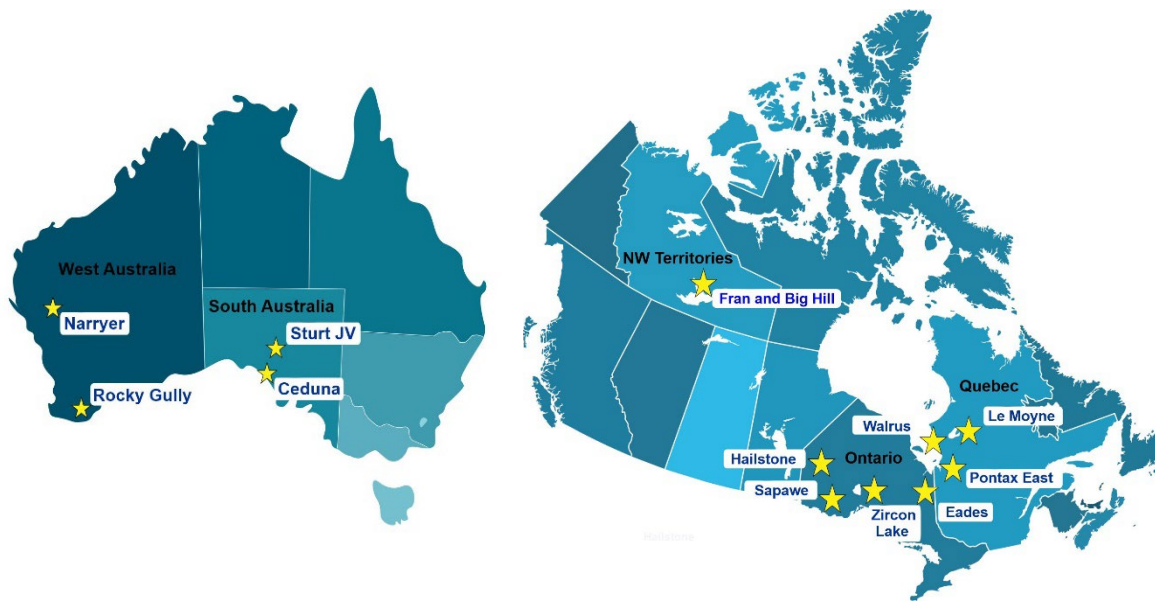 West Australia
Narryer
Rocky Gully
South Australia
Sturt JV
Ceduna
NW Territories
Fran and Big Hill
Quebec
Le Moyne
Walrus
Pontax East
Hailstone
Ontario
Sapawe
Zircon
Lake
Eades